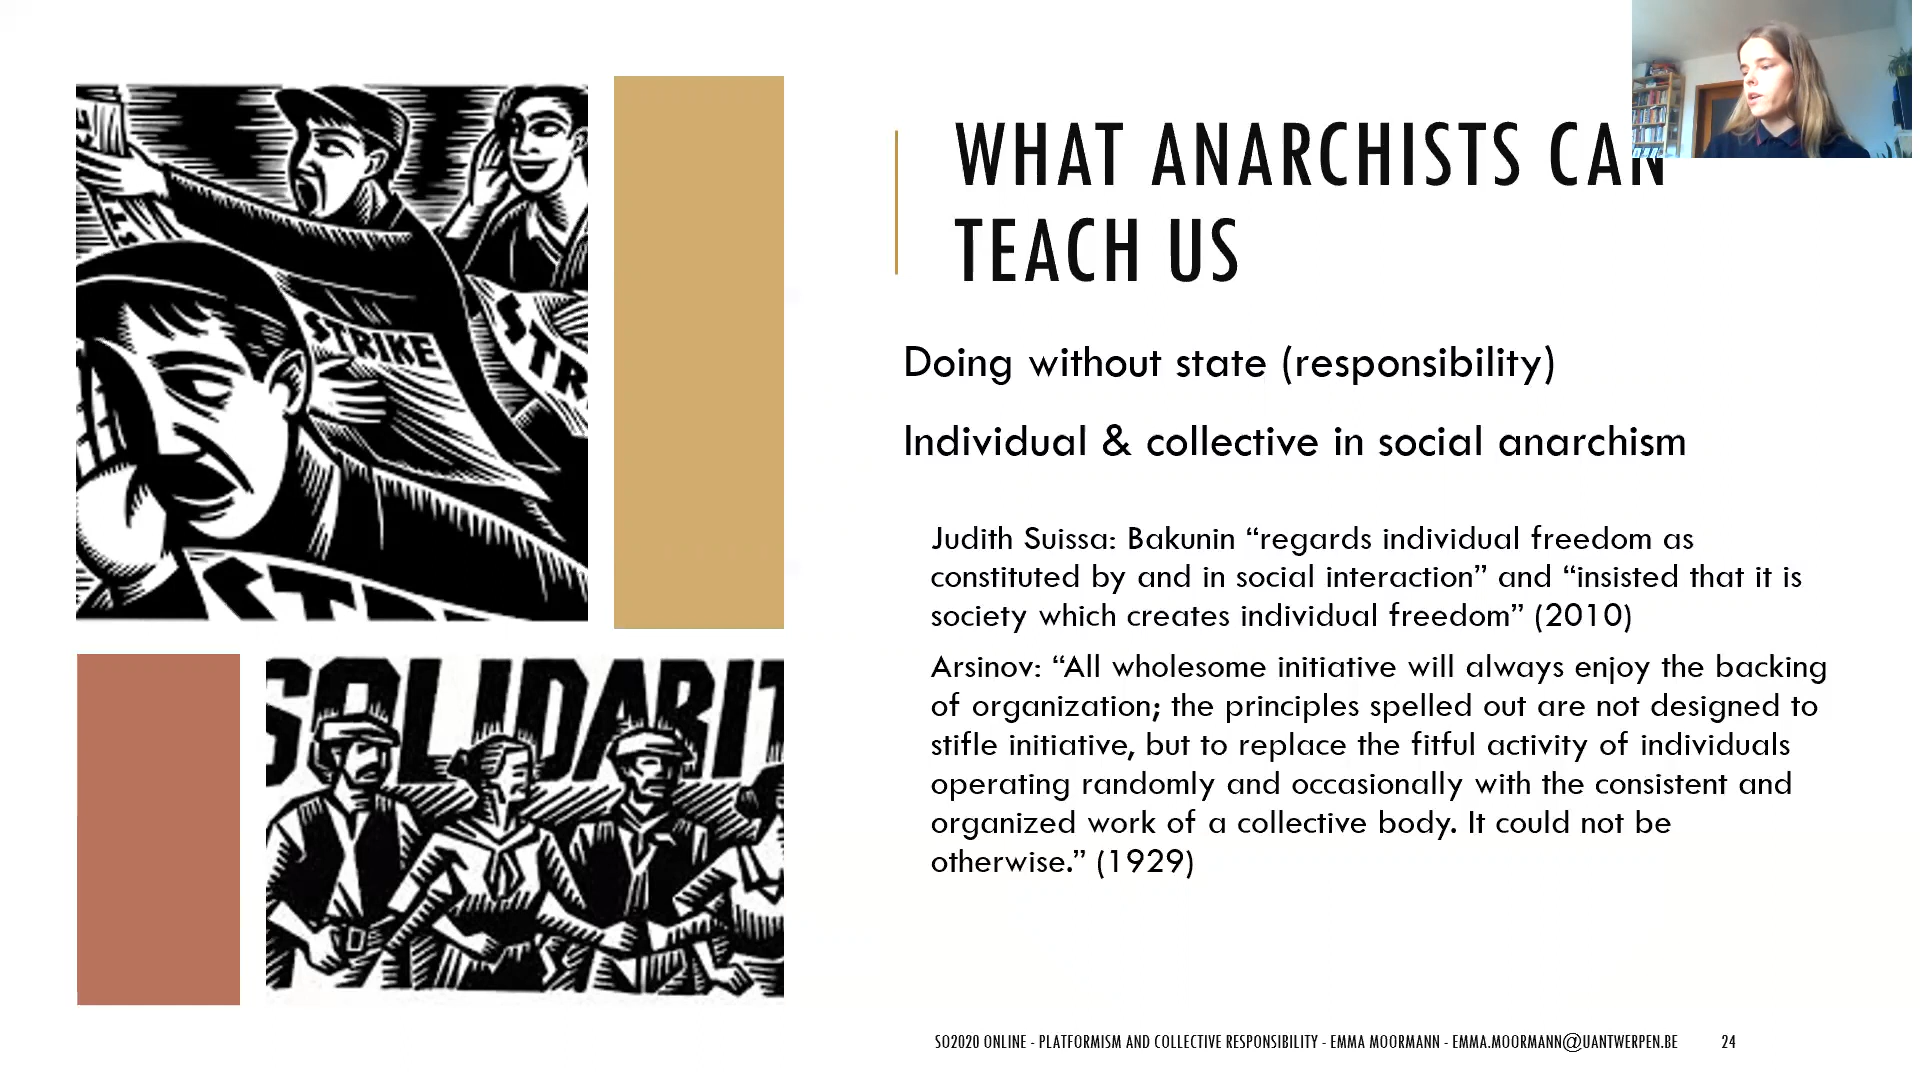 WHAT ANARCHISTS CAN
TEACH US
Doing without state (responsibility)
Individual & collective in social anarchism
Judith Suissa: Bakunin “regards individual freedom as
constituted by and in social interaction” and “insisted that it is
society which creates individual freedom” (2010)
Arsinov: “All wholesome initiative will always enjoy the backing
of organization; the principles spelled out are not designed to
stifle initiative, but to replace the fitful activity of individuals
operating randomly and occasionally with the consistent and
organized work of a collective body. It could not be
otherwise.” (1929)
STRIKE
STR
STR
SOLIDARIT
SO2020 ONLINE - PLATFORMISM AND COLLECTIVE RESPONSIBILITY - EMMA MOORMANN - EMMA.MOORMANN@UANTWERPEN.BE 24